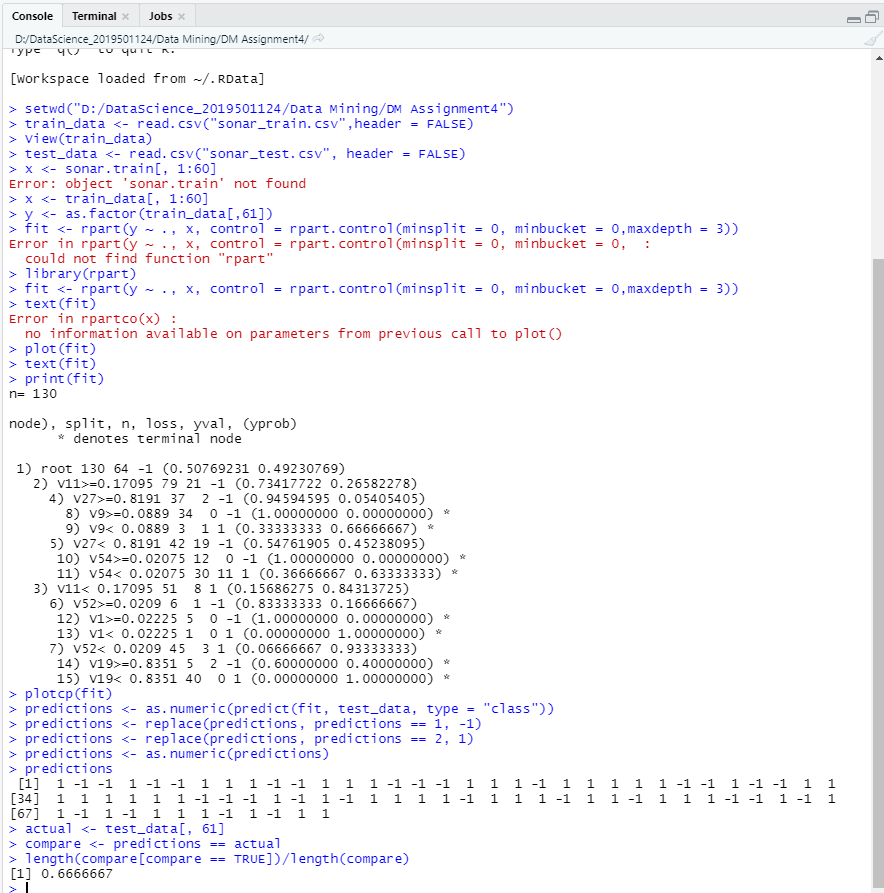 Console Terminal × Jobs ×
D:/DataScience_2019501124/Data Mining/DM Assignment4/
Type 'q()' to quit R.
[Workspace loaded from ~/.RData]
> setwd("D:/DataScience_2019501124/Data Mining/DM Assignment4")
> train_data <- read.csv("sonar_train.csv",header = FALSE)
> View(train_data)
> test_data <- read.csv("sonar_test.csv", header = FALSE)
> x <- sonar.train[, 1:60]
Error: object 'sonar.train' not found
> x <- train_data[, 1:60]
> y <- as.factor(train_data[,61])
> fit <- rpart(y ~ ., x, control = rpart.control(minsplit = 0, minbucket = 0,maxdepth = 3))
Error in rpart(y ~ ., x, control = rpart.control(minsplit = 0, minbucket = 0,  :
  could not find function "rpart"
> library(rpart)
> fit <- rpart(y ~ ., x, control = rpart.control(minsplit = 0, minbucket = 0,maxdepth = 3))
> text(fit)
Error in rpartco(x) :
  no information available on parameters from previous call to plot()
> plot(fit)
> text(fit)
> print(fit)
n= 130
node), split, n, loss, yval, (yprob)
      * denotes terminal node
 1) root 130 64 -1 (0.50769231 0.49230769)
   2) V11>=0.17095 79 21 -1 (0.73417722 0.26582278)
     4) V27>=0.8191 37  2 -1 (0.94594595 0.05405405)
       8) V9>=0.0889 34  0 -1 (1.00000000 0.00000000) *
       9) V9< 0.0889 3  1 1 (0.33333333 0.66666667) *
     5) V27< 0.8191 42 19 -1 (0.54761905 0.45238095)
      10) V54>=0.02075 12  0 -1 (1.00000000 0.00000000) *
      11) V54< 0.02075 30 11 1 (0.36666667 0.63333333) *
   3) V11< 0.17095 51  8 1 (0.15686275 0.84313725)
     6) V52>=0.0209 6  1 -1 (0.83333333 0.16666667)
      12) V1>=0.02225 5  0 -1 (1.00000000 0.00000000) *
      13) V1< 0.02225 1  0 1 (0.00000000 1.00000000) *
     7) V52< 0.0209 45  3 1 (0.06666667 0.93333333)
      14) V19>=0.8351 5  2 -1 (0.60000000 0.40000000) *
      15) V19< 0.8351 40  0 1 (0.00000000 1.00000000) *
> plotcp(fit)
> predictions <- as.numeric(predict(fit, test_data, type = "class"))
> predictions <- replace(predictions, predictions == 1, -1)
> predictions <- replace(predictions, predictions == 2, 1)
> predictions <- as.numeric(predictions)
> predictions
 [1]  1 -1 -1  1 -1 -1  1  1  1 -1 -1  1  1  1 -1 -1 -1  1  1  1 -1  1  1  1  1  1 -1 -1  1 -1 -1  1  1
[34]  1  1  1  1  1  1 -1 -1 -1  1 -1  1 -1  1  1  1  1 -1  1  1  1 -1  1  1 -1  1  1  1 -1 -1  1 -1  1
[67]  1 -1  1 -1  1  1  1 -1  1 -1  1  1
> actual <- test_data[, 61]
> compare <- predictions == actual
> length(compare[compare == TRUE])/length(compare)
[1] 0.6666667
>